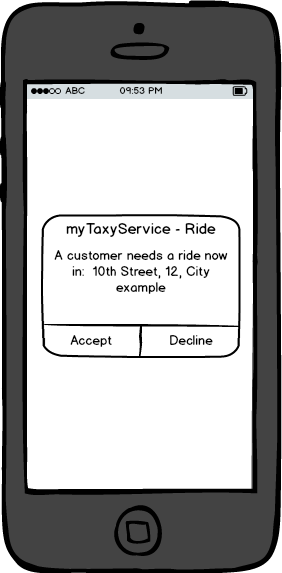 ABC 09:53 PM
myTaxyService - Ride
A customer needs a ride now
in: 10th Street, 12, City
example
Accept Decline